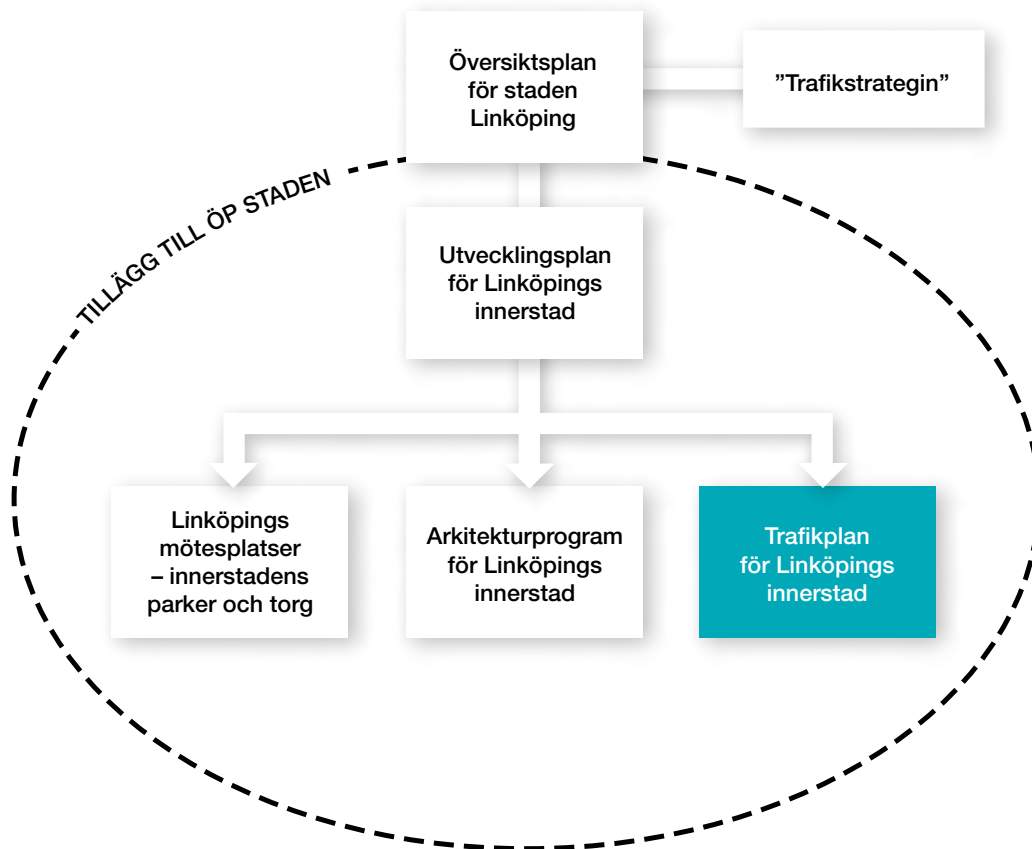 Översiktsplan
för staden
Linköping
”Trafikstrategin”
TILLÄGG TILL ÖP STADEN
Utvecklingsplan
för Linköpings
innerstad
Linköpings
mötesplatser
– innerstadens
parker och torg
Arkitekturprogram
för Linköpings
innerstad
Trafikplan
för Linköpings
innerstad